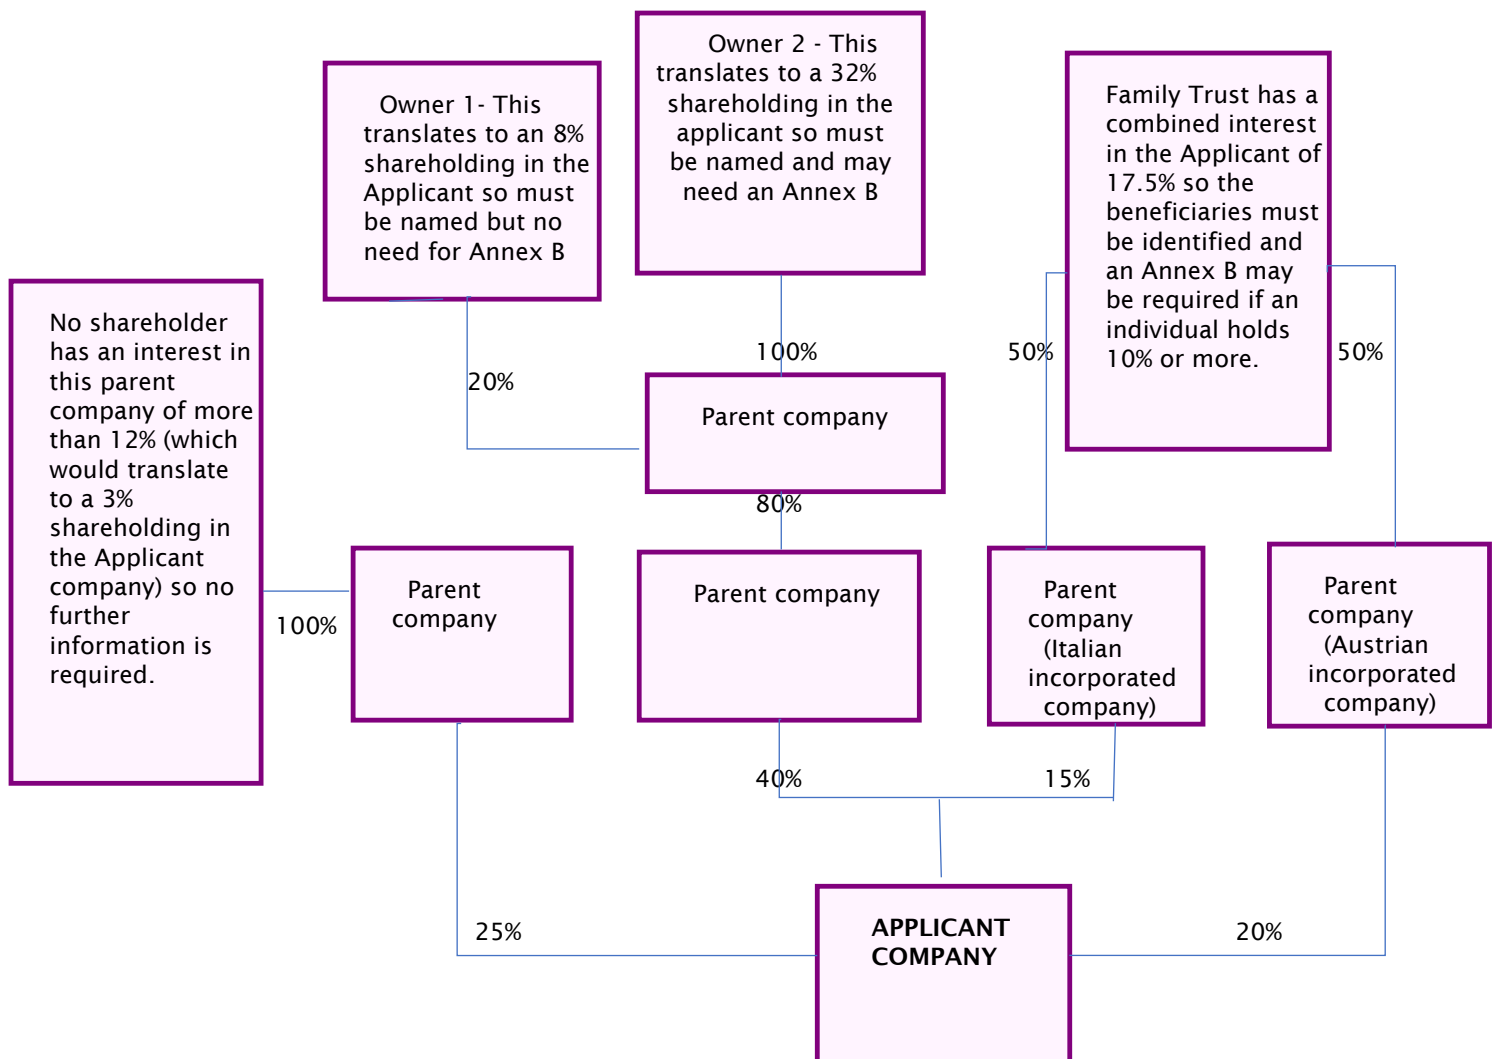 Owner 2 - This
translates to a 32%
shareholding in the
applicant so must
be named and may
need an Annex B
Owner 1- This
translates to an 8%
shareholding in the
Applicant so must
be named but no
need for Annex B
Family Trust has a
combined interest
in the Applicant of
17.5% so the
beneficiaries must
be identified and
an Annex B may
be required if an
individual holds
10% or more.
No shareholder
has an interest in
this parent
company of more
than 12% (which
would translate
to a 3%
shareholding in
the Applicant
company) so no
further
information is
required.
100%
50%
50%
20%
Parent company
80%
100%
Parent
company
Parent company
Parent
company
(Italian
incorporated
company)
Parent
company
(Austrian
incorporated
company)
40%
15%
25%
20%
APPLICANT
COMPANY